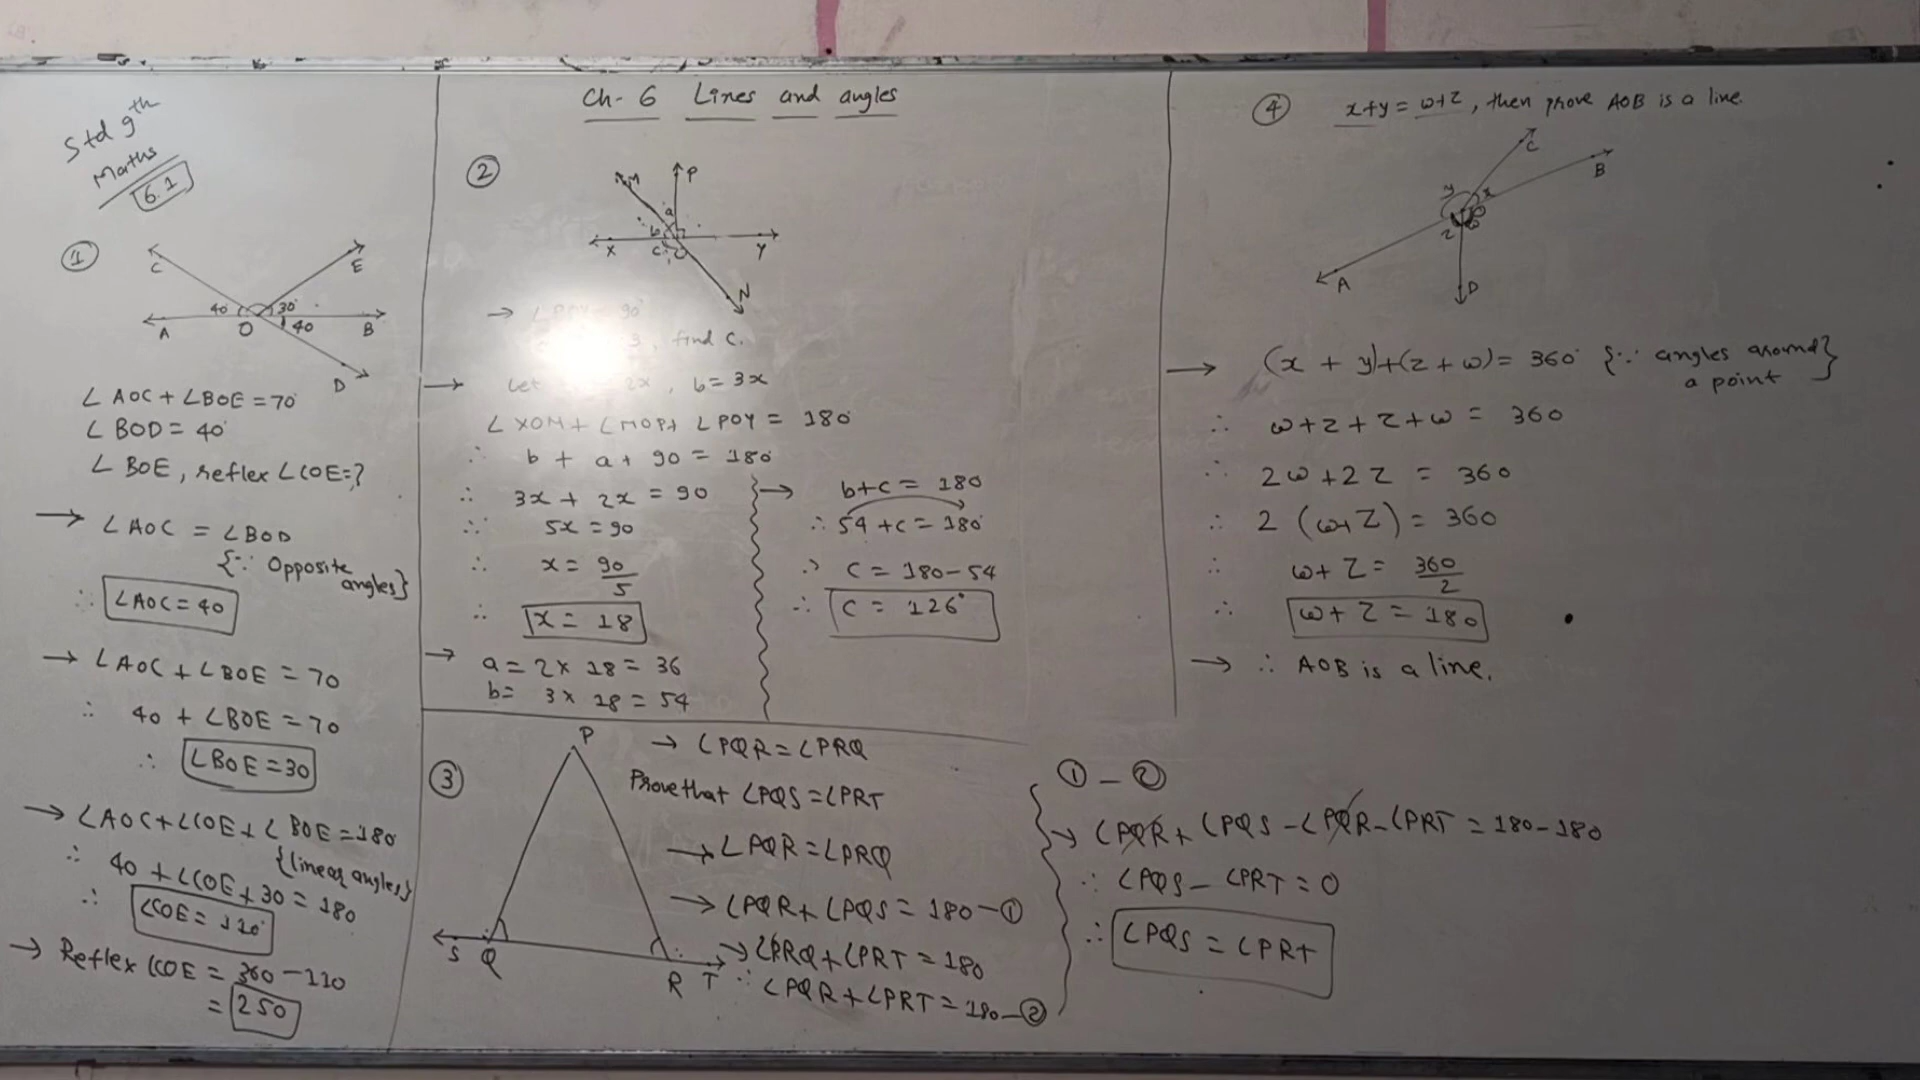 Std 9th
Maths
6.1
Ch- 6 Lines and angles
①
C
E
40
30°
A
O
40
B
D
∠AOC + ∠BOE = 70°
∠BOD = 40°
∠BOE, reflex ∠COE=?
→ ∠AOC = ∠BOD
{∵ Opposite
angles}
∴ ∠AOC = 40
→ ∠AOC + ∠BOE = 70
∴ 40 + ∠BOE = 70
∴ ∠BOE = 30
→ ∠AOC + ∠COE + ∠BOE = 180
{linear angles}
∴ 40 + ∠COE + 30 = 180
∴ ∠COE = 110°
→ Reflex ∠COE = 360 - 110
= 250
②
M
P
a
b
X
c
O
Y
N
→ 90°
3, find C.
→ Let 2x, b = 3x
∠XOM + ∠MOP + ∠POY = 180°
∴ b + a + 90 = 180°
∴ 3x + 2x = 90
∴ 5x = 90
∴ x = 90/5
∴ x = 18
→ a = 2 × 18 = 36
b = 3 × 18 = 54
→ b+c = 180
∴ 54 + c = 180°
∴ C = 180 - 54
∴ C = 126°
③
P
S
Q
R
T
→ ∠PQR = ∠PRQ
Prove that ∠PQS = ∠PRT
→ ∠PQR = ∠PRQ
→ ∠PQR + ∠PQS = 180 - ①
→ ∠PRQ + ∠PRT = 180
∴ ∠PQR + ∠PRT = 180 - ②
① - ②
→ ∠PQR + ∠PQS - ∠PQR - ∠PRT = 180 - 180
∴ ∠PQS - ∠PRT = 0
∴ ∠PQS = ∠PRT
④ x+y = w+z, then prove AOB is a line.
C
B
y
x
z
A
D
→ (x + y)+(z + w) = 360° {∵ angles around
a point}
∴ w+z+z+w = 360
∴ 2w + 2z = 360
∴ 2 (w+z) = 360
∴ w+z = 360/2
∴ w + z = 180
→ ∴ AOB is a line.